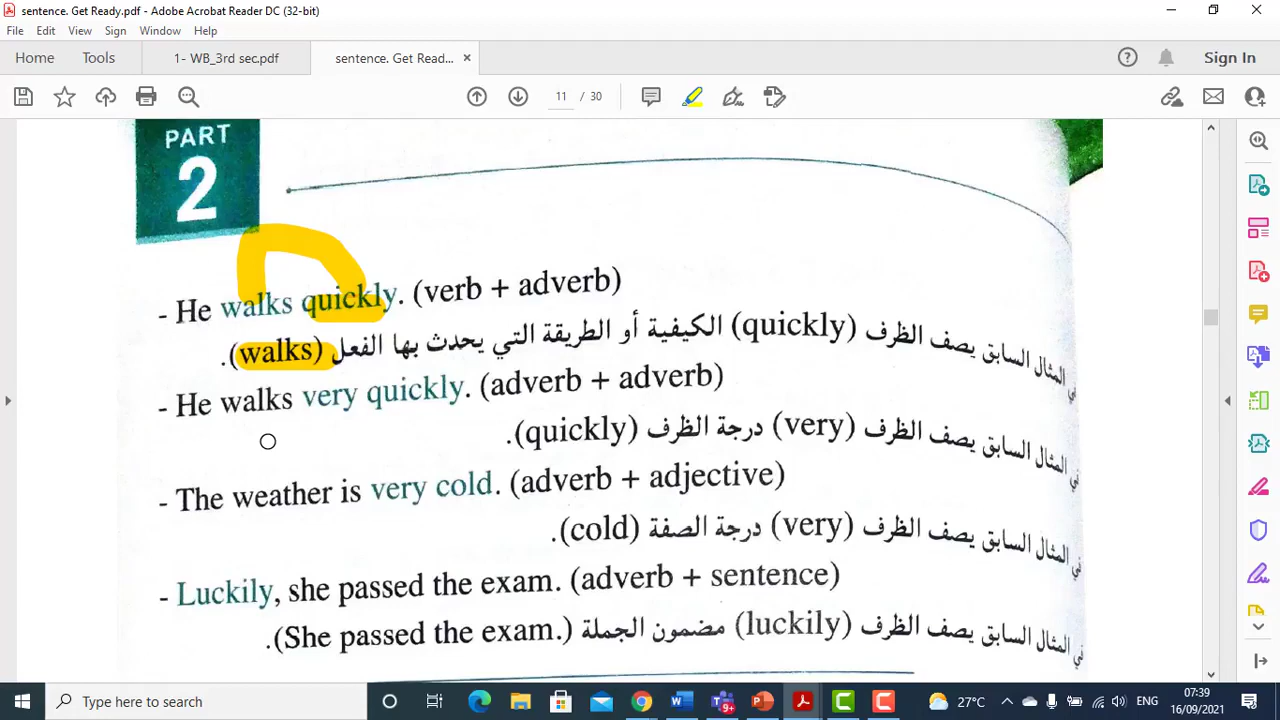 sentence. Get Ready.pdf - Adobe Acrobat Reader DC (32-bit)
File Edit View Sign Window Help
Home Tools 1- WB_3rd sec.pdf sentence. Get Read... × Sign In
11 / 30
PART
2
- He walks quickly. (verb + adverb)
في المثال السابق يصف الظرف (quickly) الكيفية أو الطريقة التي يحدث بها الفعل (walks).
- He walks very quickly. (adverb + adverb)
في المثال السابق يصف الظرف (very) درجة الظرف (quickly).
- The weather is very cold. (adverb + adjective)
في المثال السابق يصف الظرف (very) درجة الصفة (cold).
- Luckily, she passed the exam. (adverb + sentence)
في المثال السابق يصف الظرف (luckily) مضمون الجملة (She passed the exam.).
Type here to search
9+
27°C
ENG
07:39
16/09/2021
3